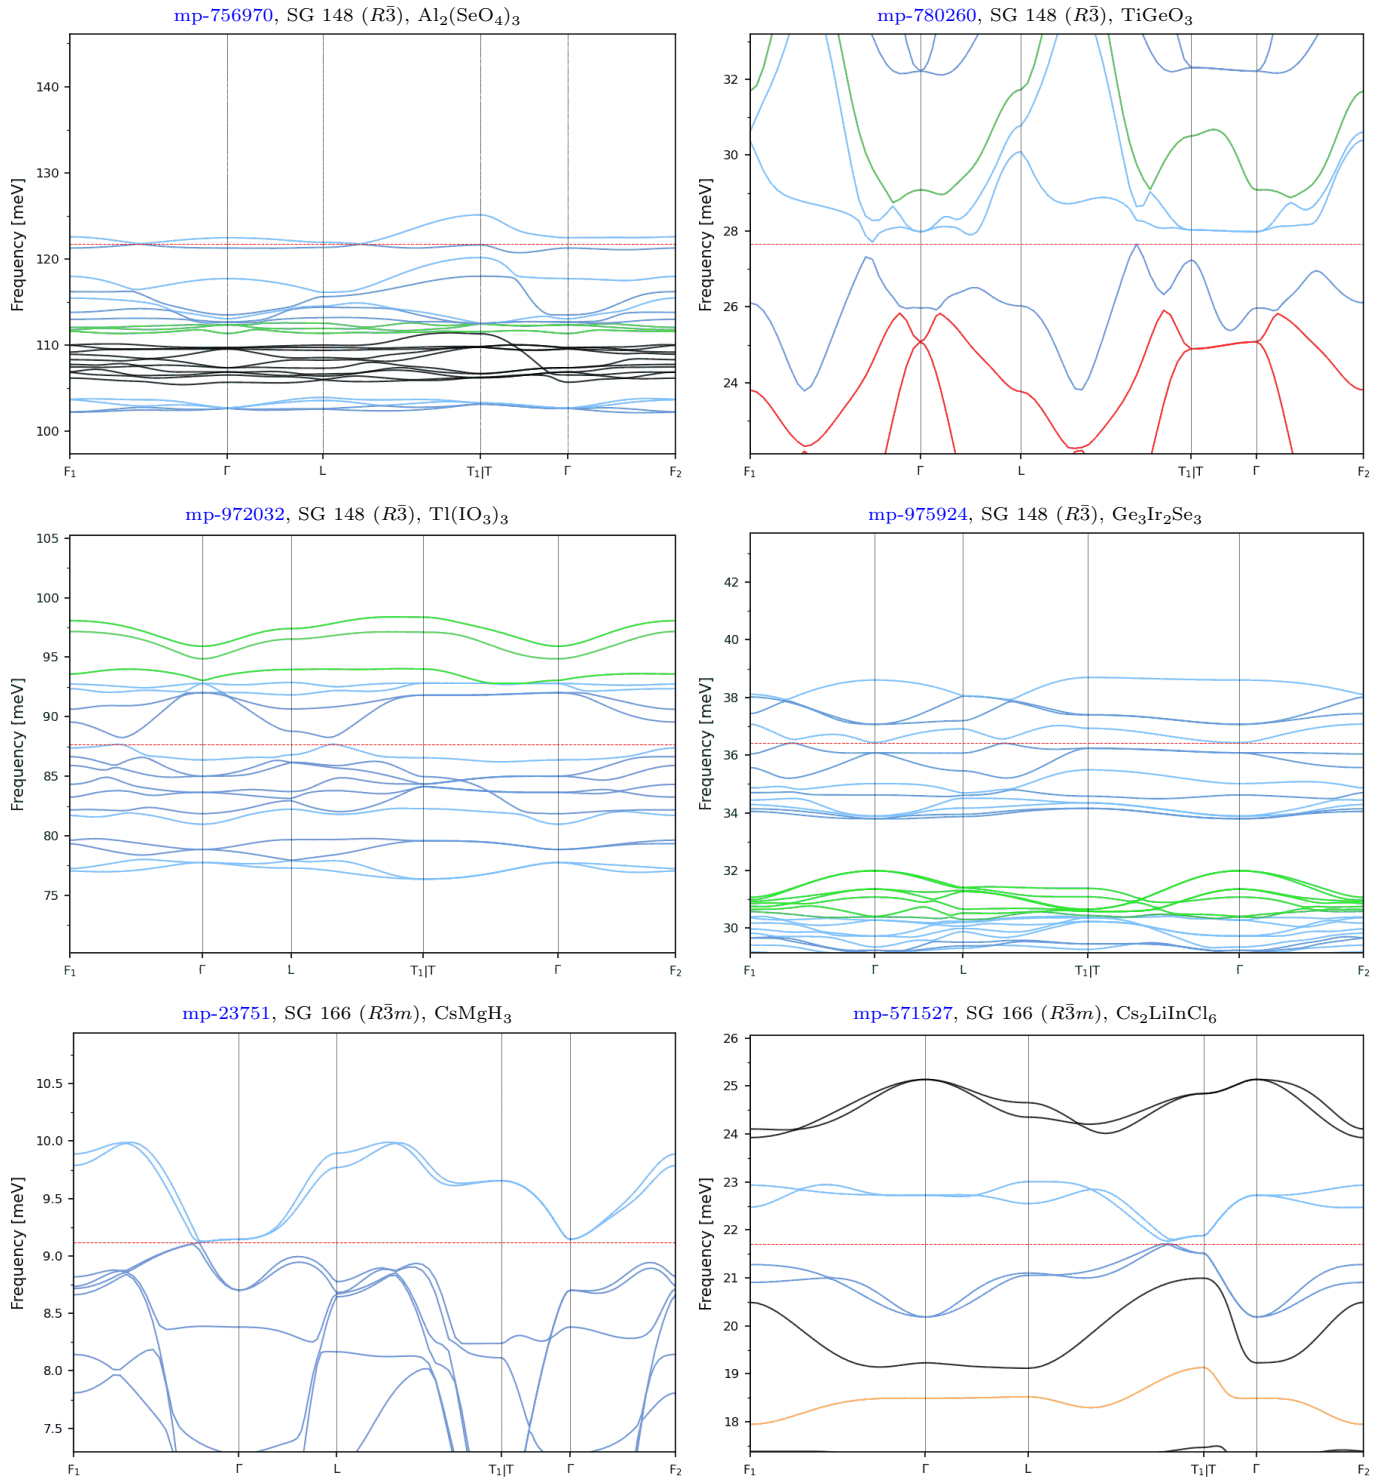 mp-756970, SG 148 (R3̄), Al₂(SeO₄)₃
Frequency [meV]
140
130
120
110
100
F₁ Γ L T₁|T Γ F₂
mp-780260, SG 148 (R3̄), TiGeO₃
Frequency [meV]
32
30
28
26
24
F₁ Γ L T₁|T Γ F₂
mp-972032, SG 148 (R3̄), Tl(IO₃)₃
Frequency [meV]
105
100
95
90
85
80
75
F₁ Γ L T₁|T Γ F₂
mp-975924, SG 148 (R3̄), Ge₃Ir₂Se₃
Frequency [meV]
42
40
38
36
34
32
30
F₁ Γ L T₁|T Γ F₂
mp-23751, SG 166 (R3̄m), CsMgH₃
Frequency [meV]
10.5
10.0
9.5
9.0
8.5
8.0
7.5
F₁ Γ L T₁|T Γ F₂
mp-571527, SG 166 (R3̄m), Cs₂LiInCl₆
Frequency [meV]
26
25
24
23
22
21
20
19
18
F₁ Γ L T₁|T Γ F₂